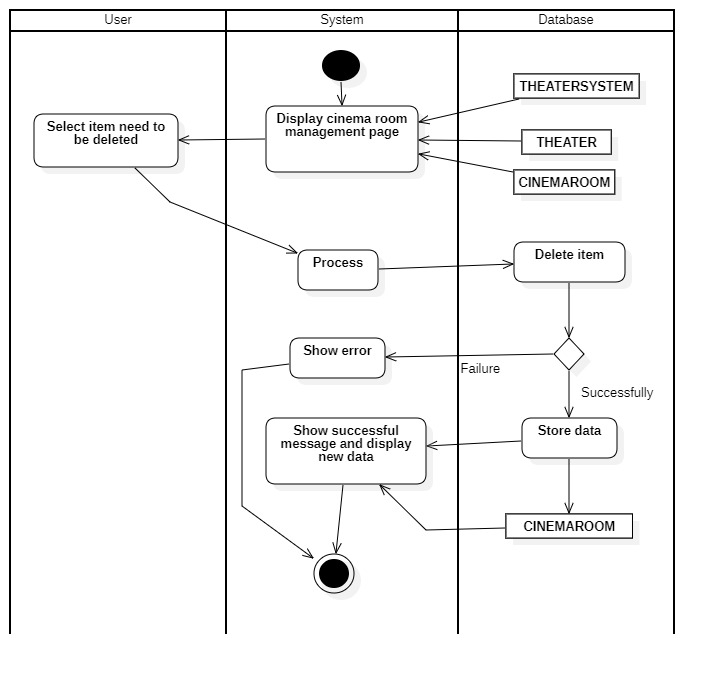 User
System
Database
THEATERSYSTEM
Display cinema room
management page
Select item need to
be deleted
THEATER
CINEMAROOM
Process
Delete item
Show error
Failure
Successfully
Show successful
message and display
new data
Store data
CINEMAROOM